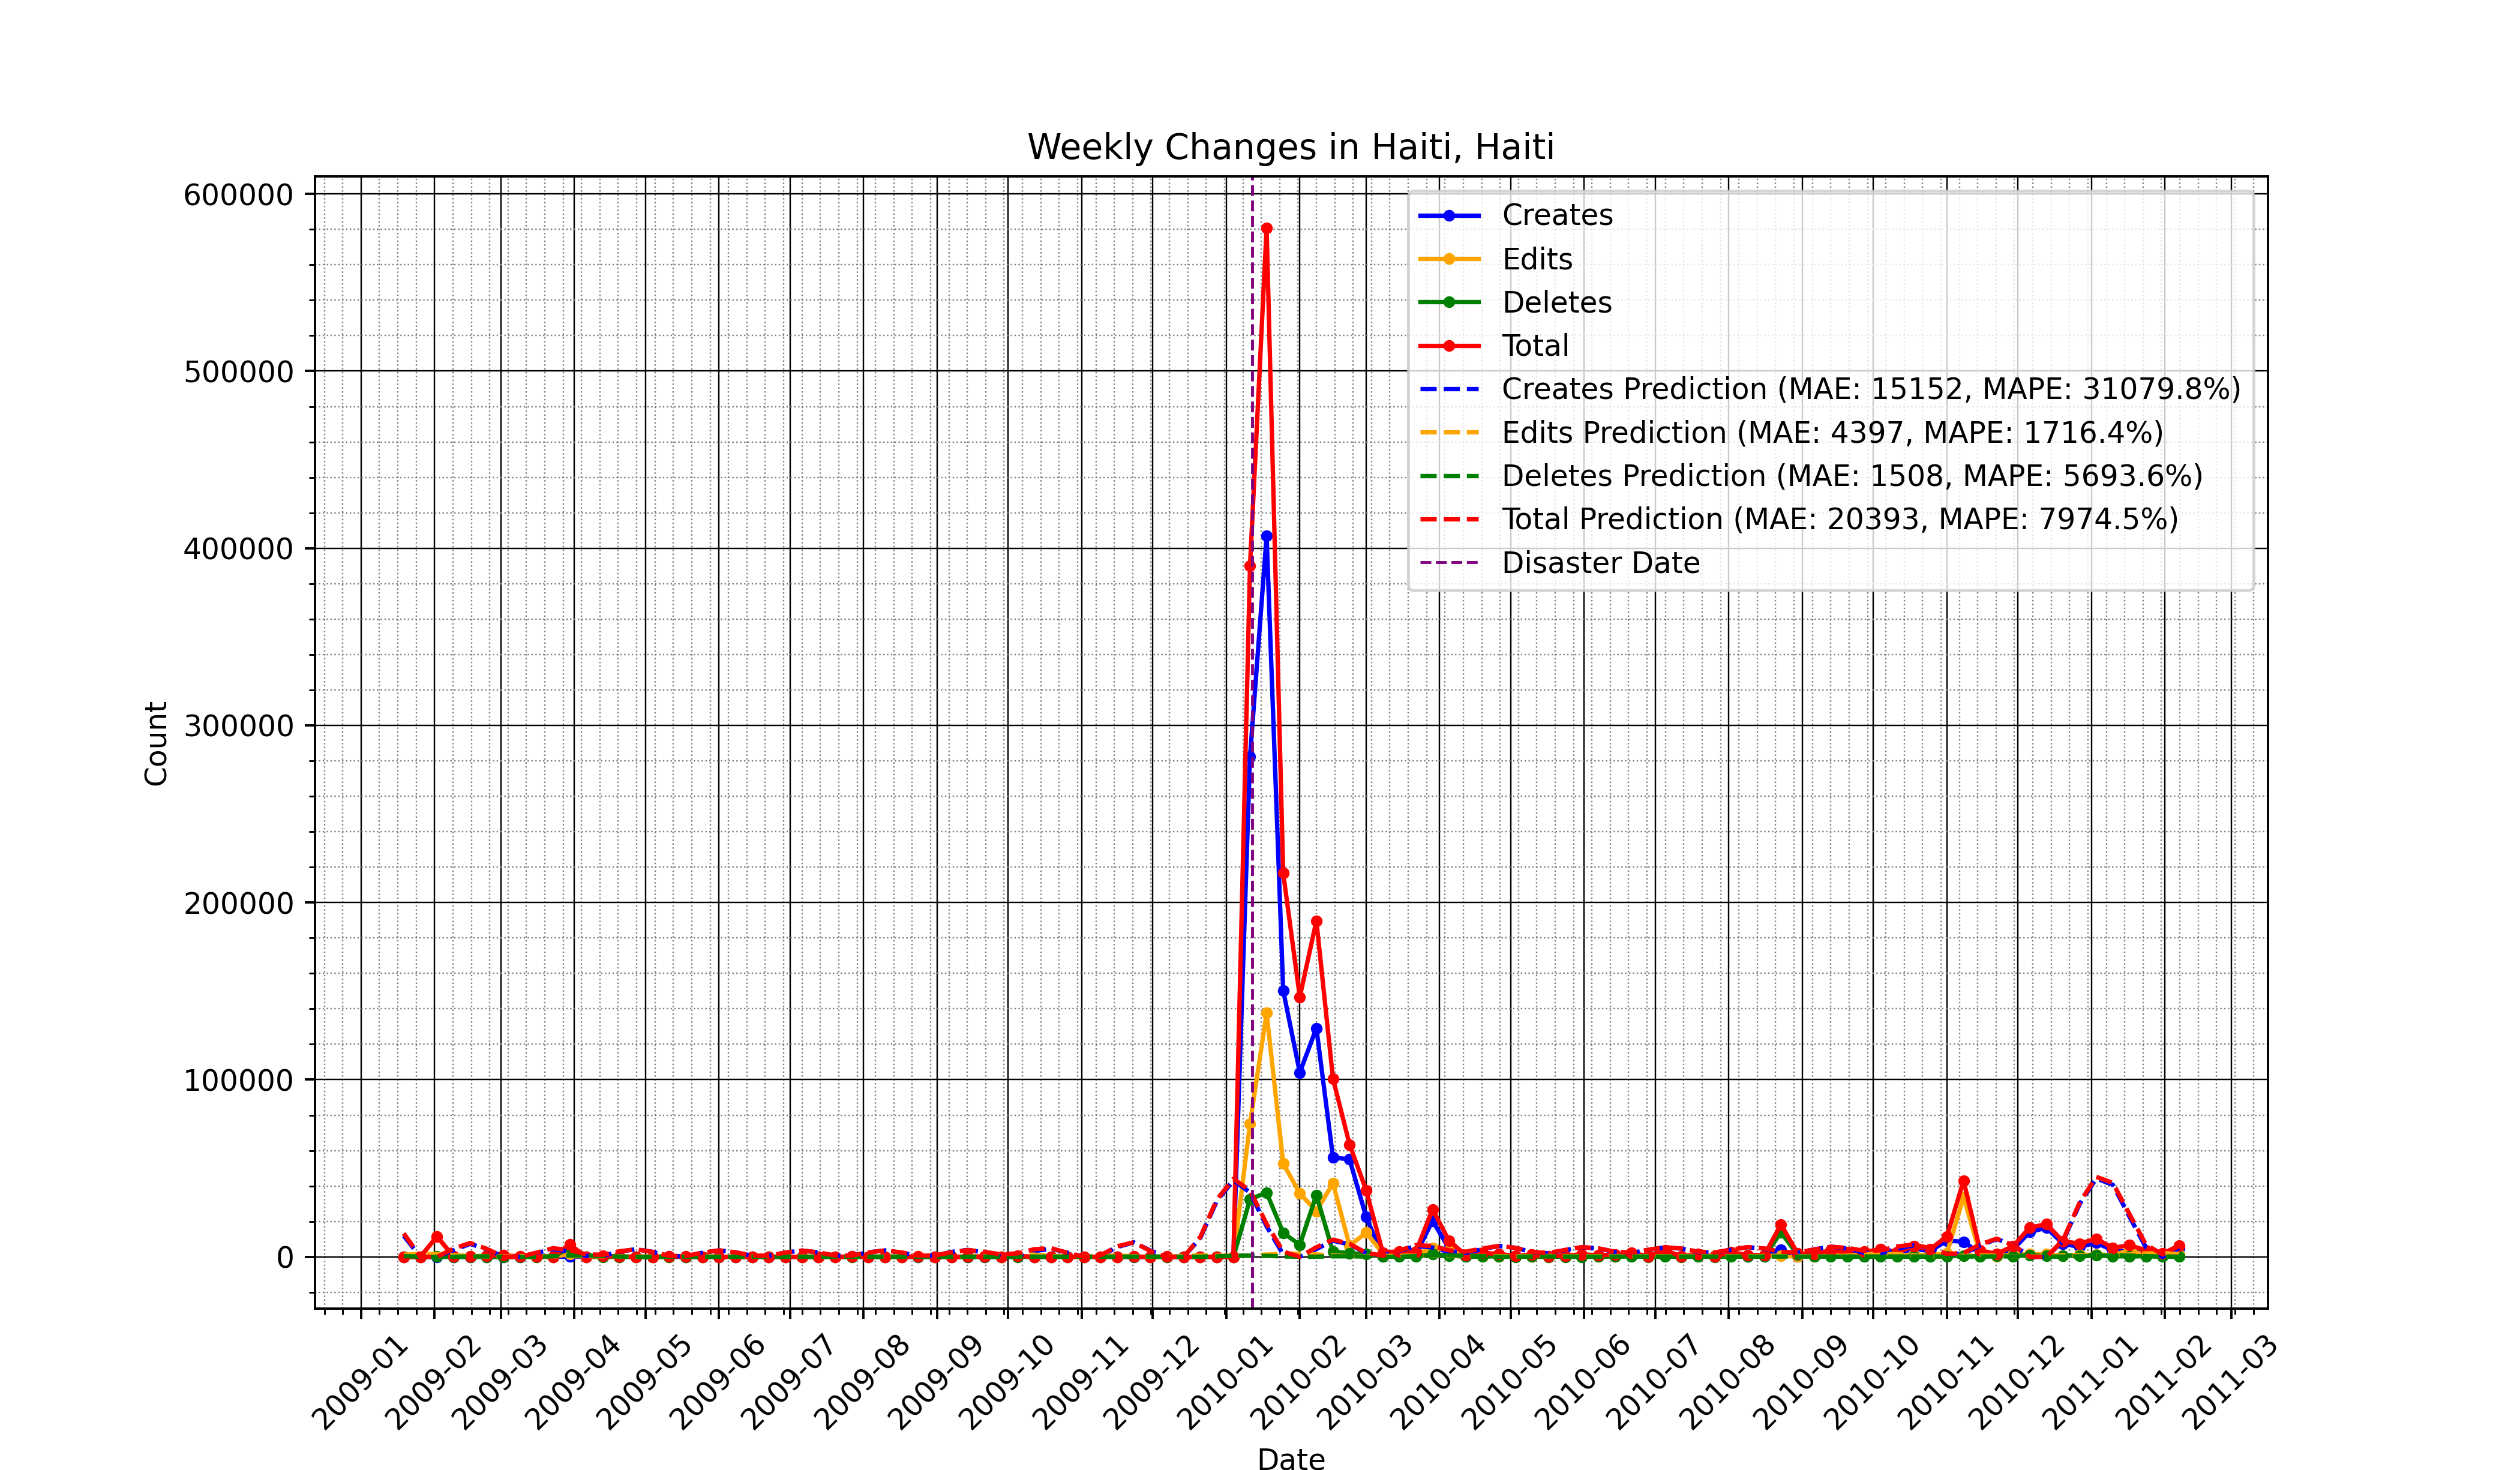 Weekly Changes in Haiti, Haiti
600000
500000
400000
300000
200000
100000
0
Count
Creates
Edits
Deletes
Total
Creates Prediction (MAE: 15152, MAPE: 31079.8%)
Edits Prediction (MAE: 4397, MAPE: 1716.4%)
Deletes Prediction (MAE: 1508, MAPE: 5693.6%)
Total Prediction (MAE: 20393, MAPE: 7974.5%)
Disaster Date
2009-01
2009-02
2009-03
2009-04
2009-05
2009-06
2009-07
2009-08
2009-09
2009-10
2009-11
2009-12
2010-01
2010-02
2010-03
2010-04
2010-05
2010-06
2010-07
2010-08
2010-09
2010-10
2010-11
2010-12
2011-01
2011-02
2011-03
Date